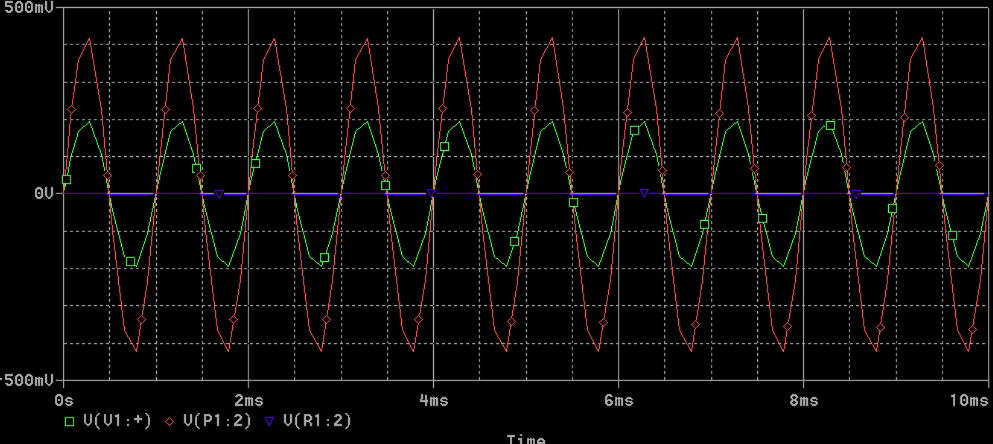 500mV
0V
-500mV
0s 2ms 4ms 6ms 8ms 10ms
V(V1:+) V(P1:2) V(R1:2)
Time